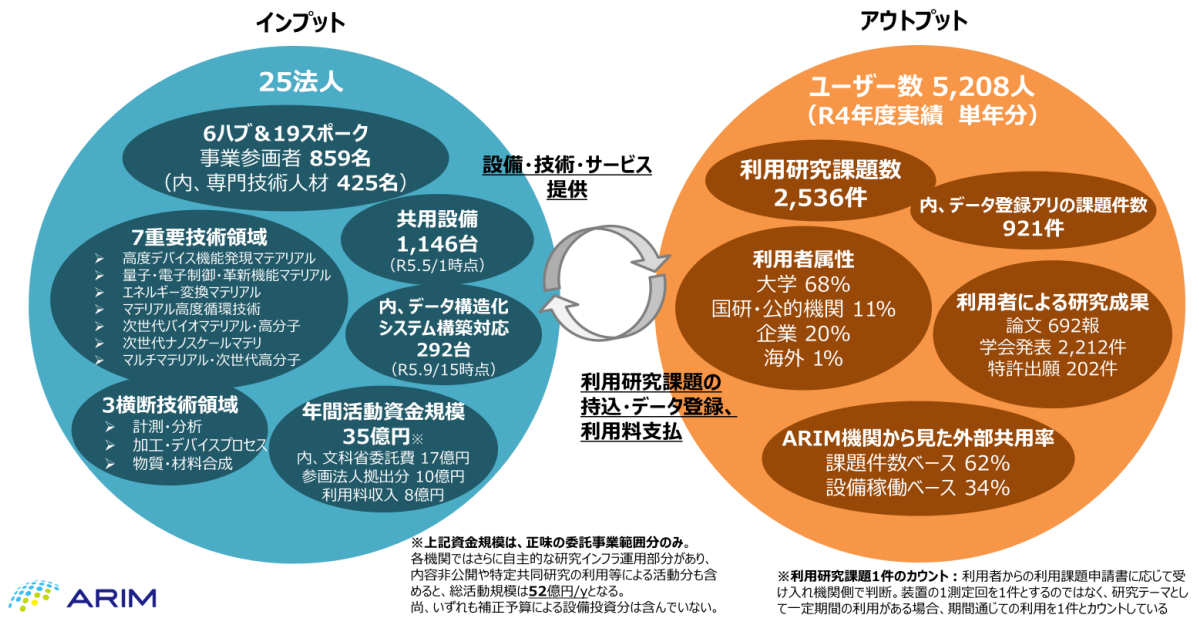 インプット
25法人
6ハブ&19スポーク
事業参画者 859名
(内、専門技術人材 425名)
共用設備
1,146台
(R5.5/1時点)
7重要技術領域
➢ 高度デバイス機能発現マテアリアル
➢ 量子・電子制御・革新機能マテリアル
➢ エネルギー変換マテリアル
➢ マテリアル高度循環技術
➢ 次世代バイオマテリアル・高分子
➢ 次世代ナノスケールマテリ
➢ マルチマテリアル・次世代高分子
内、データ構造化
システム構築対応
292台
(R5.9/15時点)
3横断技術領域
➢ 計測・分析
➢ 加工・デバイスプロセス
➢ 物質・材料合成
年間活動資金規模
35億円※
内、文科省委託費 17億円
参画法人拠出分 10億円
利用料収入 8億円
設備・技術・サービス
提供
利用研究課題の
持込・データ登録、
利用料支払
アウトプット
ユーザー数 5,208人
(R4年度実績 単年分)
利用研究課題数
2,536件
内、データ登録アリの課題件数
921件
利用者属性
大学 68%
国研・公的機関 11%
企業 20%
海外 1%
利用者による研究成果
論文 692報
学会発表 2,212件
特許出願 202件
ARIM機関から見た外部共用率
課題件数ベース 62%
設備稼働ベース 34%
※上記資金規模は、正味の委託事業範囲分のみ。
各機関ではさらに自主的な研究インフラ運用部分があり、
内容非公開や特定共同研究の利用等による活動分も含
めると、総活動規模は52億円/yとなる。
尚、いずれも補正予算による設備投資分は含んでいない。
※利用研究課題1件のカウント:利用者からの利用課題申請書に応じて受
け入れ機関側で判断。装置の1測定回を1件とするのではなく、研究テーマとし
て一定期間の利用がある場合、期間通じての利用を1件とカウントしている
ARIM